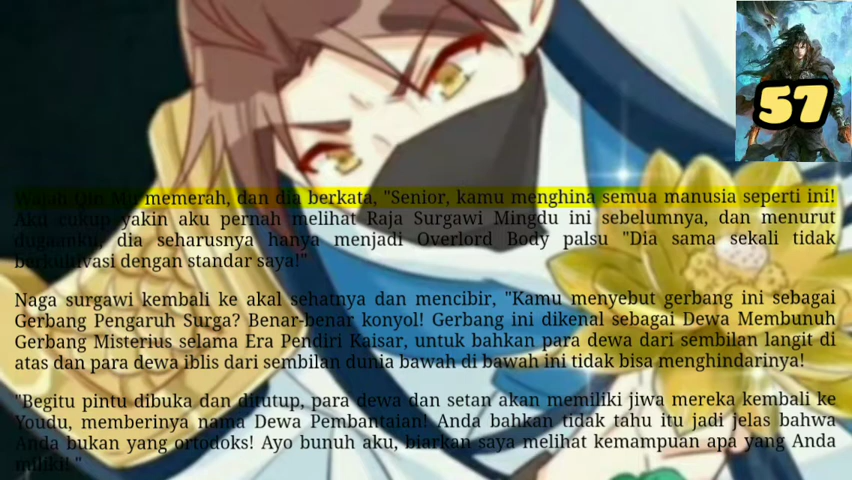 57
Wajah Qin Mu memerah, dan dia berkata, "Senior, kamu menghina semua manusia seperti ini!
Aku cukup yakin aku pernah melihat Raja Surgawi Mingdu ini sebelumnya, dan menurut
dugaanku, dia seharusnya hanya menjadi Overlord Body palsu "Dia sama sekali tidak
berkultivasi dengan standar saya!"
Naga surgawi kembali ke akal sehatnya dan mencibir, "Kamu menyebut gerbang ini sebagai
Gerbang Pengaruh Surga? Benar-benar konyol! Gerbang ini dikenal sebagai Dewa Membunuh
Gerbang Misterius selama Era Pendiri Kaisar, untuk bahkan para dewa dari sembilan langit di
atas dan para dewa iblis dari sembilan dunia bawah di bawah ini tidak bisa menghindarinya!
"Begitu pintu dibuka dan ditutup, para dewa dan setan akan memiliki jiwa mereka kembali ke
Youdu, memberinya nama Dewa Pembantaian! Anda bahkan tidak tahu itu jadi jelas bahwa
Anda bukan yang ortodoks! Ayo bunuh aku, biarkan saya melihat kemampuan apa yang Anda
miliki! "